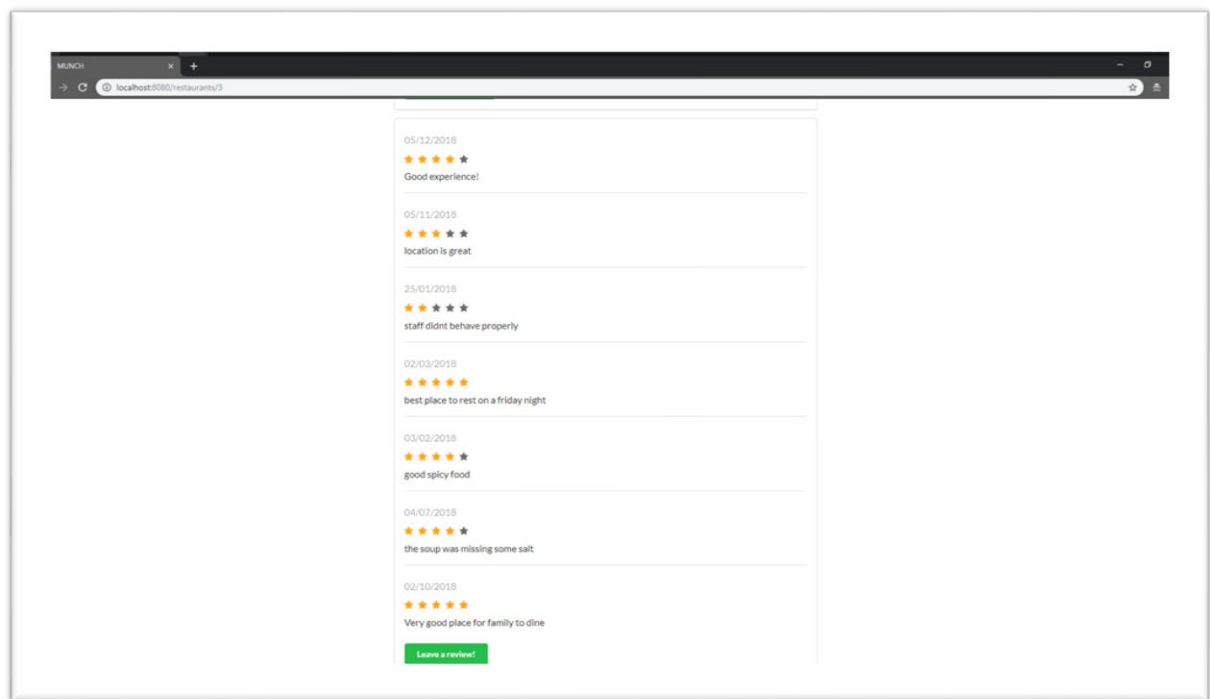 MUNCH
localhost:8080/restaurants/3
05/12/2018
Good experience!
05/11/2018
location is great
25/01/2018
staff didnt behave properly
02/03/2018
best place to rest on a friday night
03/02/2018
good spicy food
04/07/2018
the soup was missing some salt
02/10/2018
Very good place for family to dine
Leave a review!